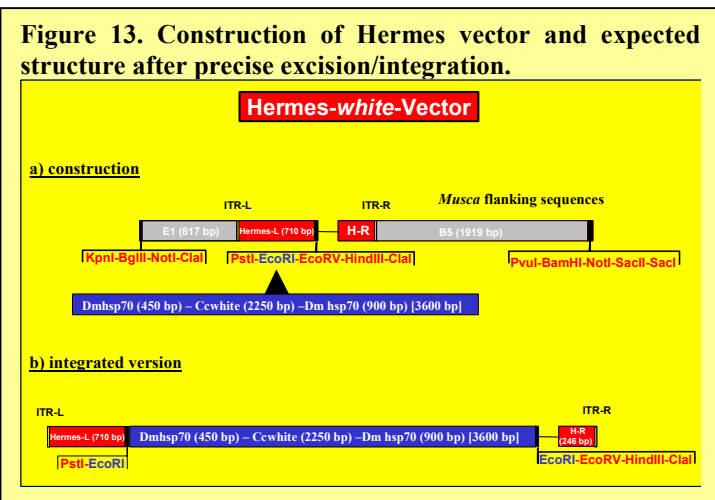 Figure 13. Construction of Hermes vector and expected
structure after precise excision/integration.
Hermes-white-Vector
a) construction
ITR-L ITR-R Musca flanking sequences
E1 (817 bp) Hermes-L (710 bp) H-R B5 (1919 bp)
KpnI-BglII-NotI-ClaI PstI-EcoRI-EcoRV-HindIII-ClaI PvuI-BamHI-NotI-SacII-SacI
Dmhsp70 (450 bp) – Ccwhite (2250 bp) –Dm hsp70 (900 bp) [3600 bp]
b) integrated version
ITR-L ITR-R
Hermes-L (710 bp) Dmhsp70 (450 bp) – Ccwhite (2250 bp) –Dm hsp70 (900 bp) [3600 bp] H-R
(246 bp)
PstI-EcoRI EcoRI-EcoRV-HindIII-ClaI